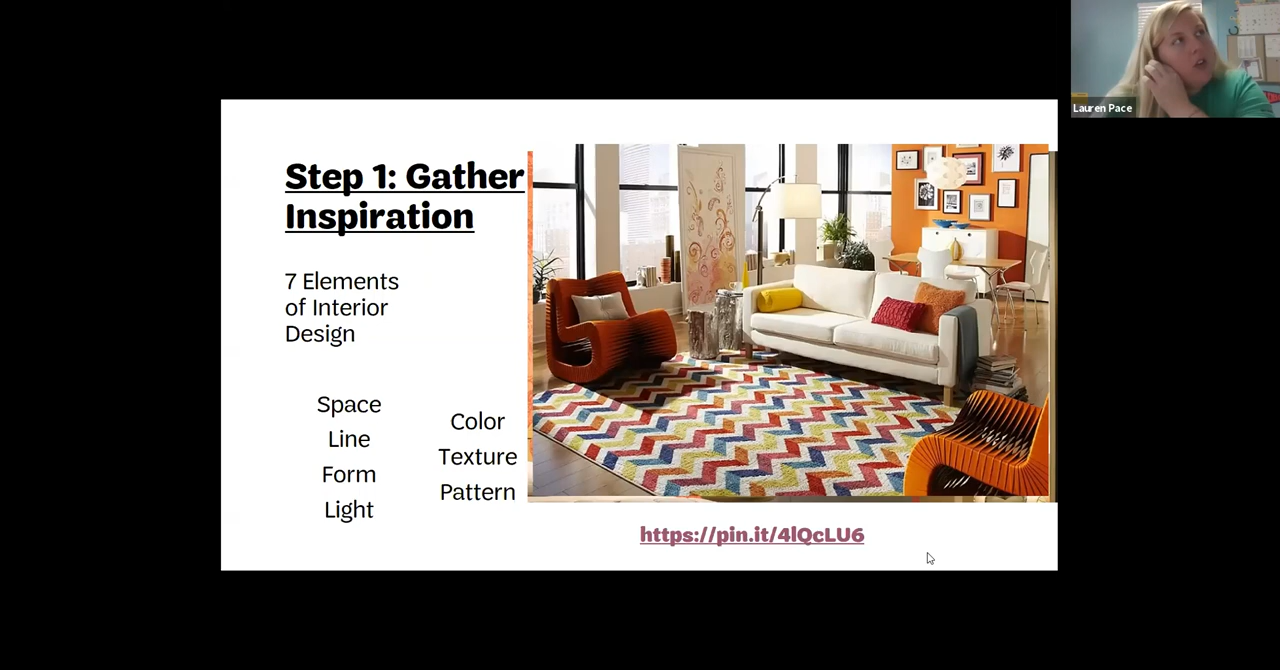 Step 1: Gather
Inspiration
7 Elements
of Interior
Design
Space
Line
Form
Light
Color
Texture
Pattern
https://pin.it/4lQcLU6
Lauren Pace